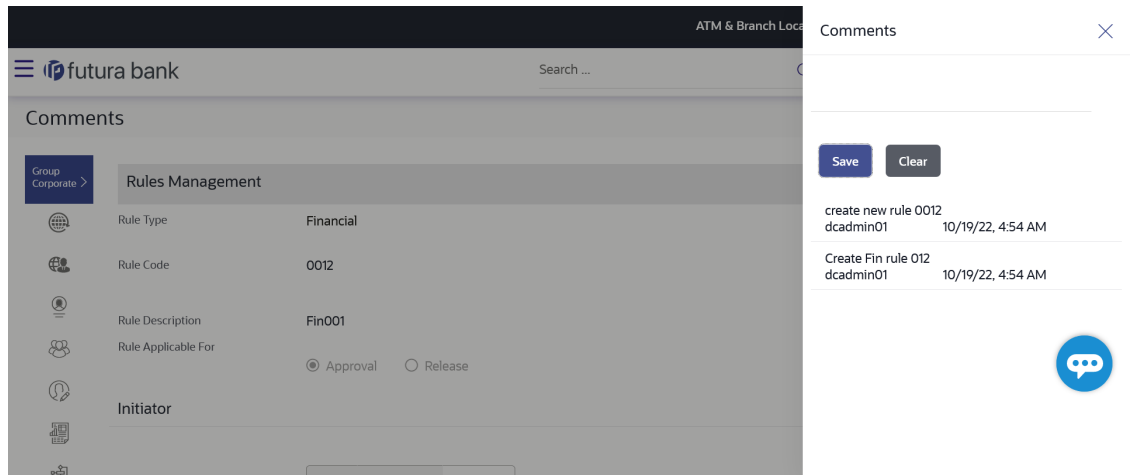 ATM & Branch Loca
futura bank
Search ...
Comments
Group
Corporate >
Rules Management
Rule Type Financial
Rule Code 0012
Rule Description Fin001
Rule Applicable For
Approval Release
Initiator
Comments
Save Clear
create new rule 0012
dcadmin01 10/19/22, 4:54 AM
Create Fin rule 012
dcadmin01 10/19/22, 4:54 AM